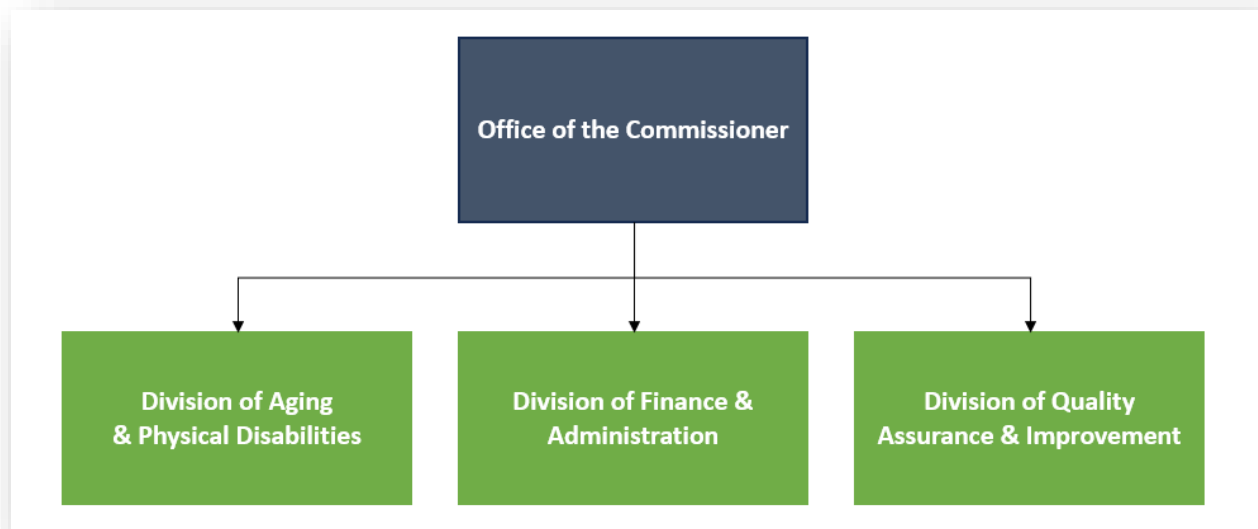 Office of the Commissioner
Division of Aging
& Physical Disabilities
Division of Finance &
Administration
Division of Quality
Assurance & Improvement